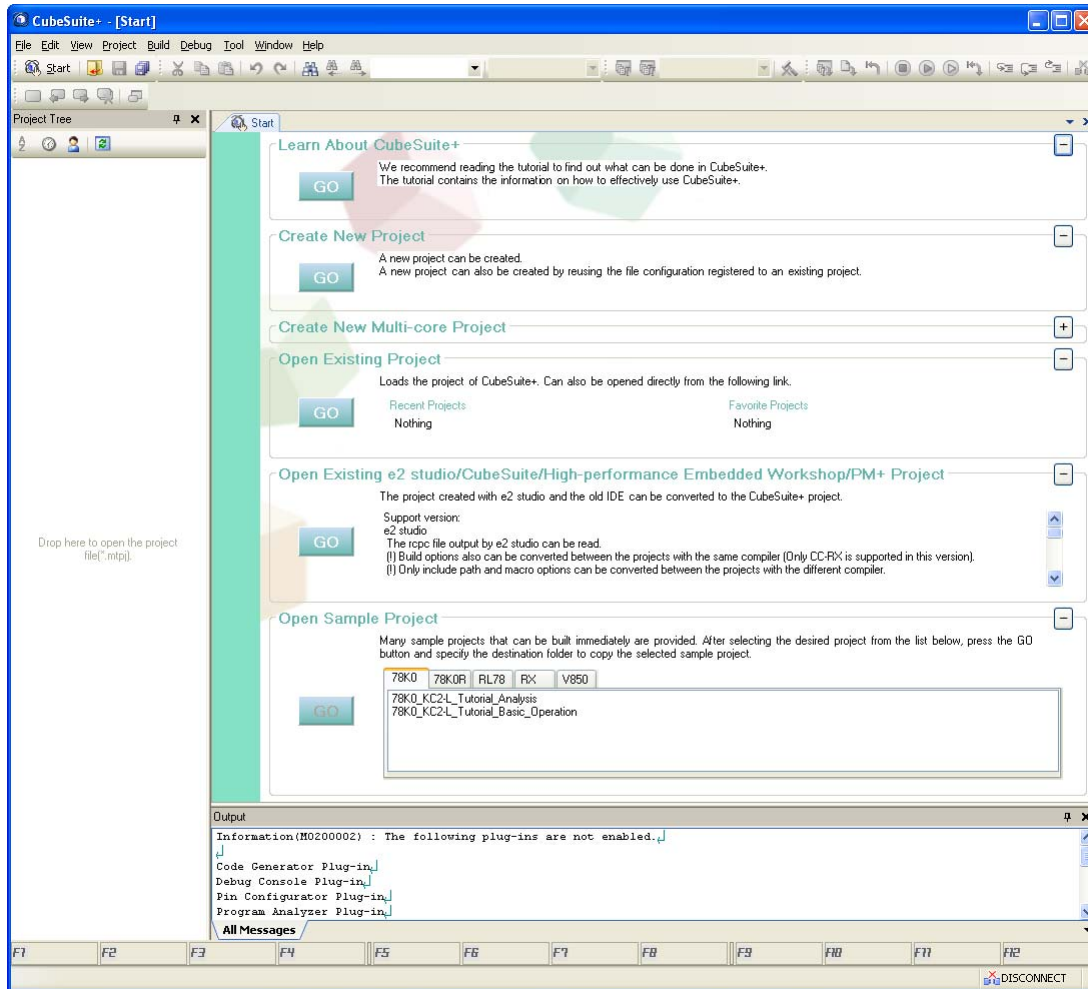 CubeSuite+ - [Start]
File Edit View Project Build Debug Tool Window Help
Start
Project Tree
Start
Learn About CubeSuite+
GO
We recommend reading the tutorial to find out what can be done in CubeSuite+.
The tutorial contains the information on how to effectively use CubeSuite+.
Create New Project
GO
A new project can be created.
A new project can also be created by reusing the file configuration registered to an existing project.
Create New Multi-core Project
Open Existing Project
Loads the project of CubeSuite+. Can also be opened directly from the following link.
GO
Recent Projects Favorite Projects
Nothing Nothing
Open Existing e2 studio/CubeSuite/High-performance Embedded Workshop/PM+ Project
The project created with e2 studio and the old IDE can be converted to the CubeSuite+ project.
GO
Support version:
e2 studio
The rcpc file output by e2 studio can be read.
(!) Build options also can be converted between the projects with the same compiler (Only CC-RX is supported in this version).
(!) Only include path and macro options can be converted between the projects with the different compiler.
Drop here to open the project
file(*.mtpj).
Open Sample Project
Many sample projects that can be built immediately are provided. After selecting the desired project from the list below, press the GO
button and specify the destination folder to copy the selected sample project.
78K0 78K0R RL78 RX V850
GO
78K0_KC2-L_Tutorial_Analysis
78K0_KC2-L_Tutorial_Basic_Operation
Output
Information(M0200002) : The following plug-ins are not enabled.
Code Generator Plug-in
Debug Console Plug-in
Pin Configurator Plug-in
Program Analyzer Plug-in
All Messages
F1 F2 F3 F4 F5 F6 F7 F8 F9 F10 F11 F12
DISCONNECT